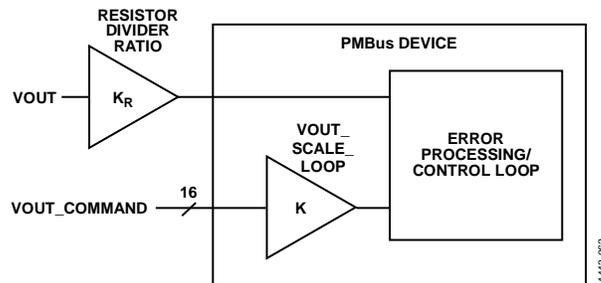 RESISTOR
DIVIDER
RATIO
PMBus DEVICE
VOUT
KR
VOUT_
SCALE_
LOOP
ERROR
PROCESSING/
CONTROL LOOP
VOUT_COMMAND
16
K